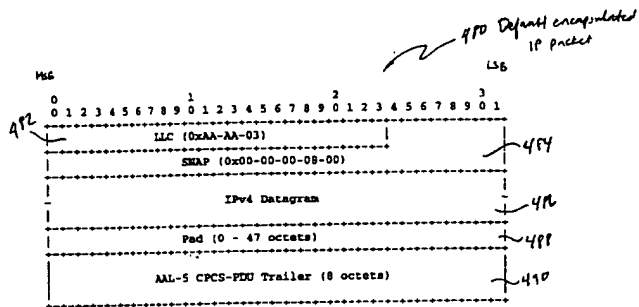 480 Default encapsulated
IP packet
MSB
LSB
0 1 2 3
0 1 2 3 4 5 6 7 8 9 0 1 2 3 4 5 6 7 8 9 0 1 2 3 4 5 6 7 8 9 0 1
482
LLC (0xAA-AA-03)
SNAP (0x00-00-00-08-00)
484
IPv4 Datagram
486
Pad (0 - 47 octets)
488
AAL-5 CPCS-PDU Trailer (8 octets)
490